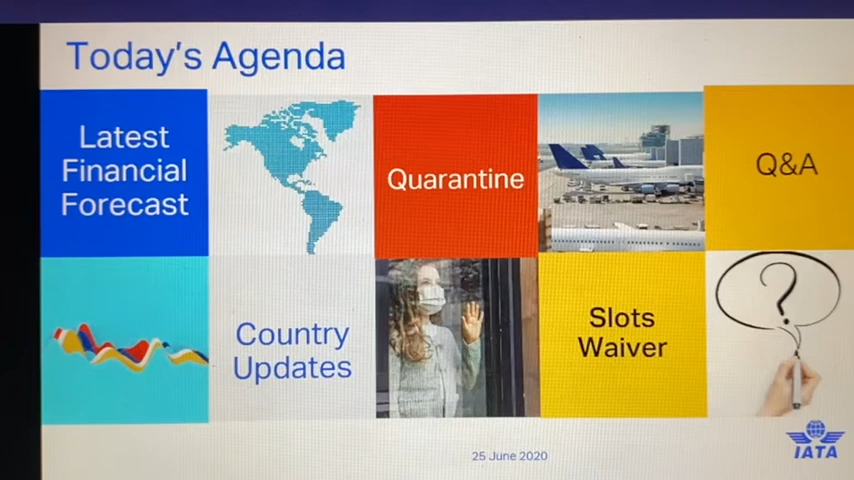 Today's Agenda
Latest
Financial
Forecast
Quarantine
Q&A
Country
Updates
Slots
Waiver
?
25 June 2020
IATA